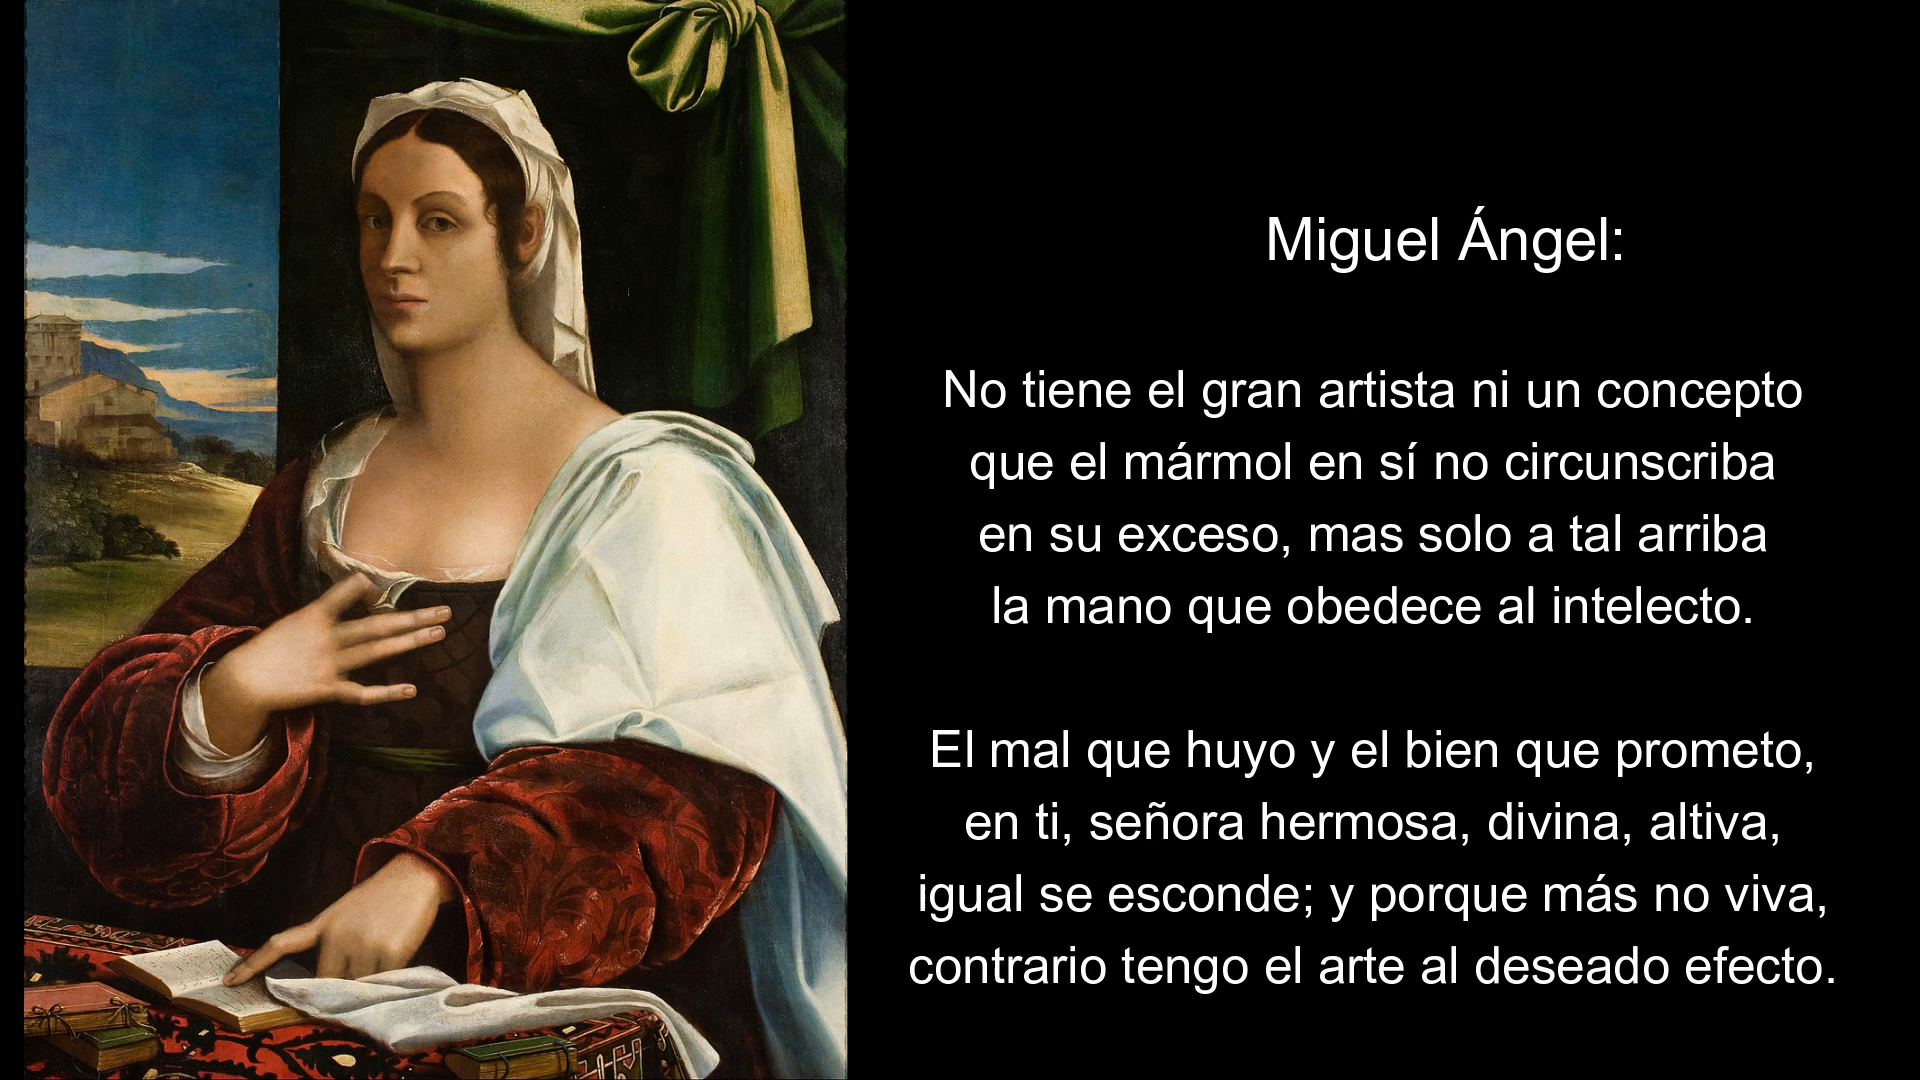 Miguel Ángel:
No tiene el gran artista ni un concepto
que el mármol en sí no circunscriba
en su exceso, mas solo a tal arriba
la mano que obedece al intelecto.
El mal que huyo y el bien que prometo,
en ti, señora hermosa, divina, altiva,
igual se esconde; y porque más no viva,
contrario tengo el arte al deseado efecto.